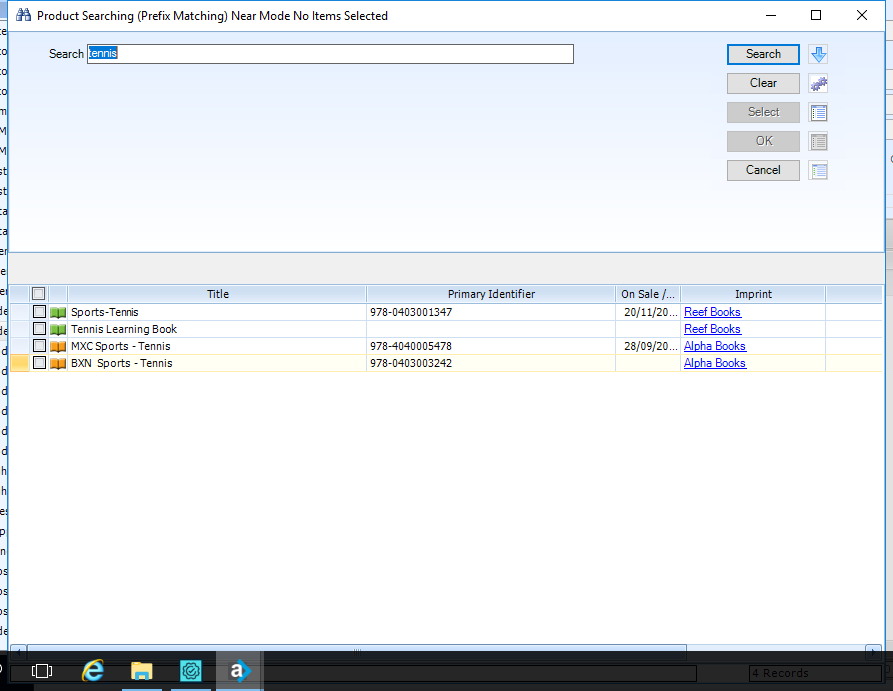 Product Searching (Prefix Matching) Near Mode No Items Selected
Search tennis
Search
Clear
Select
OK
Cancel
Title Primary Identifier On Sale /... Imprint
Sports-Tennis 978-0403001347 20/11/20... Reef Books
Tennis Learning Book Reef Books
MXC Sports - Tennis 978-4040005478 28/09/20... Alpha Books
BXN Sports - Tennis 978-0403003242 Alpha Books
4 Records